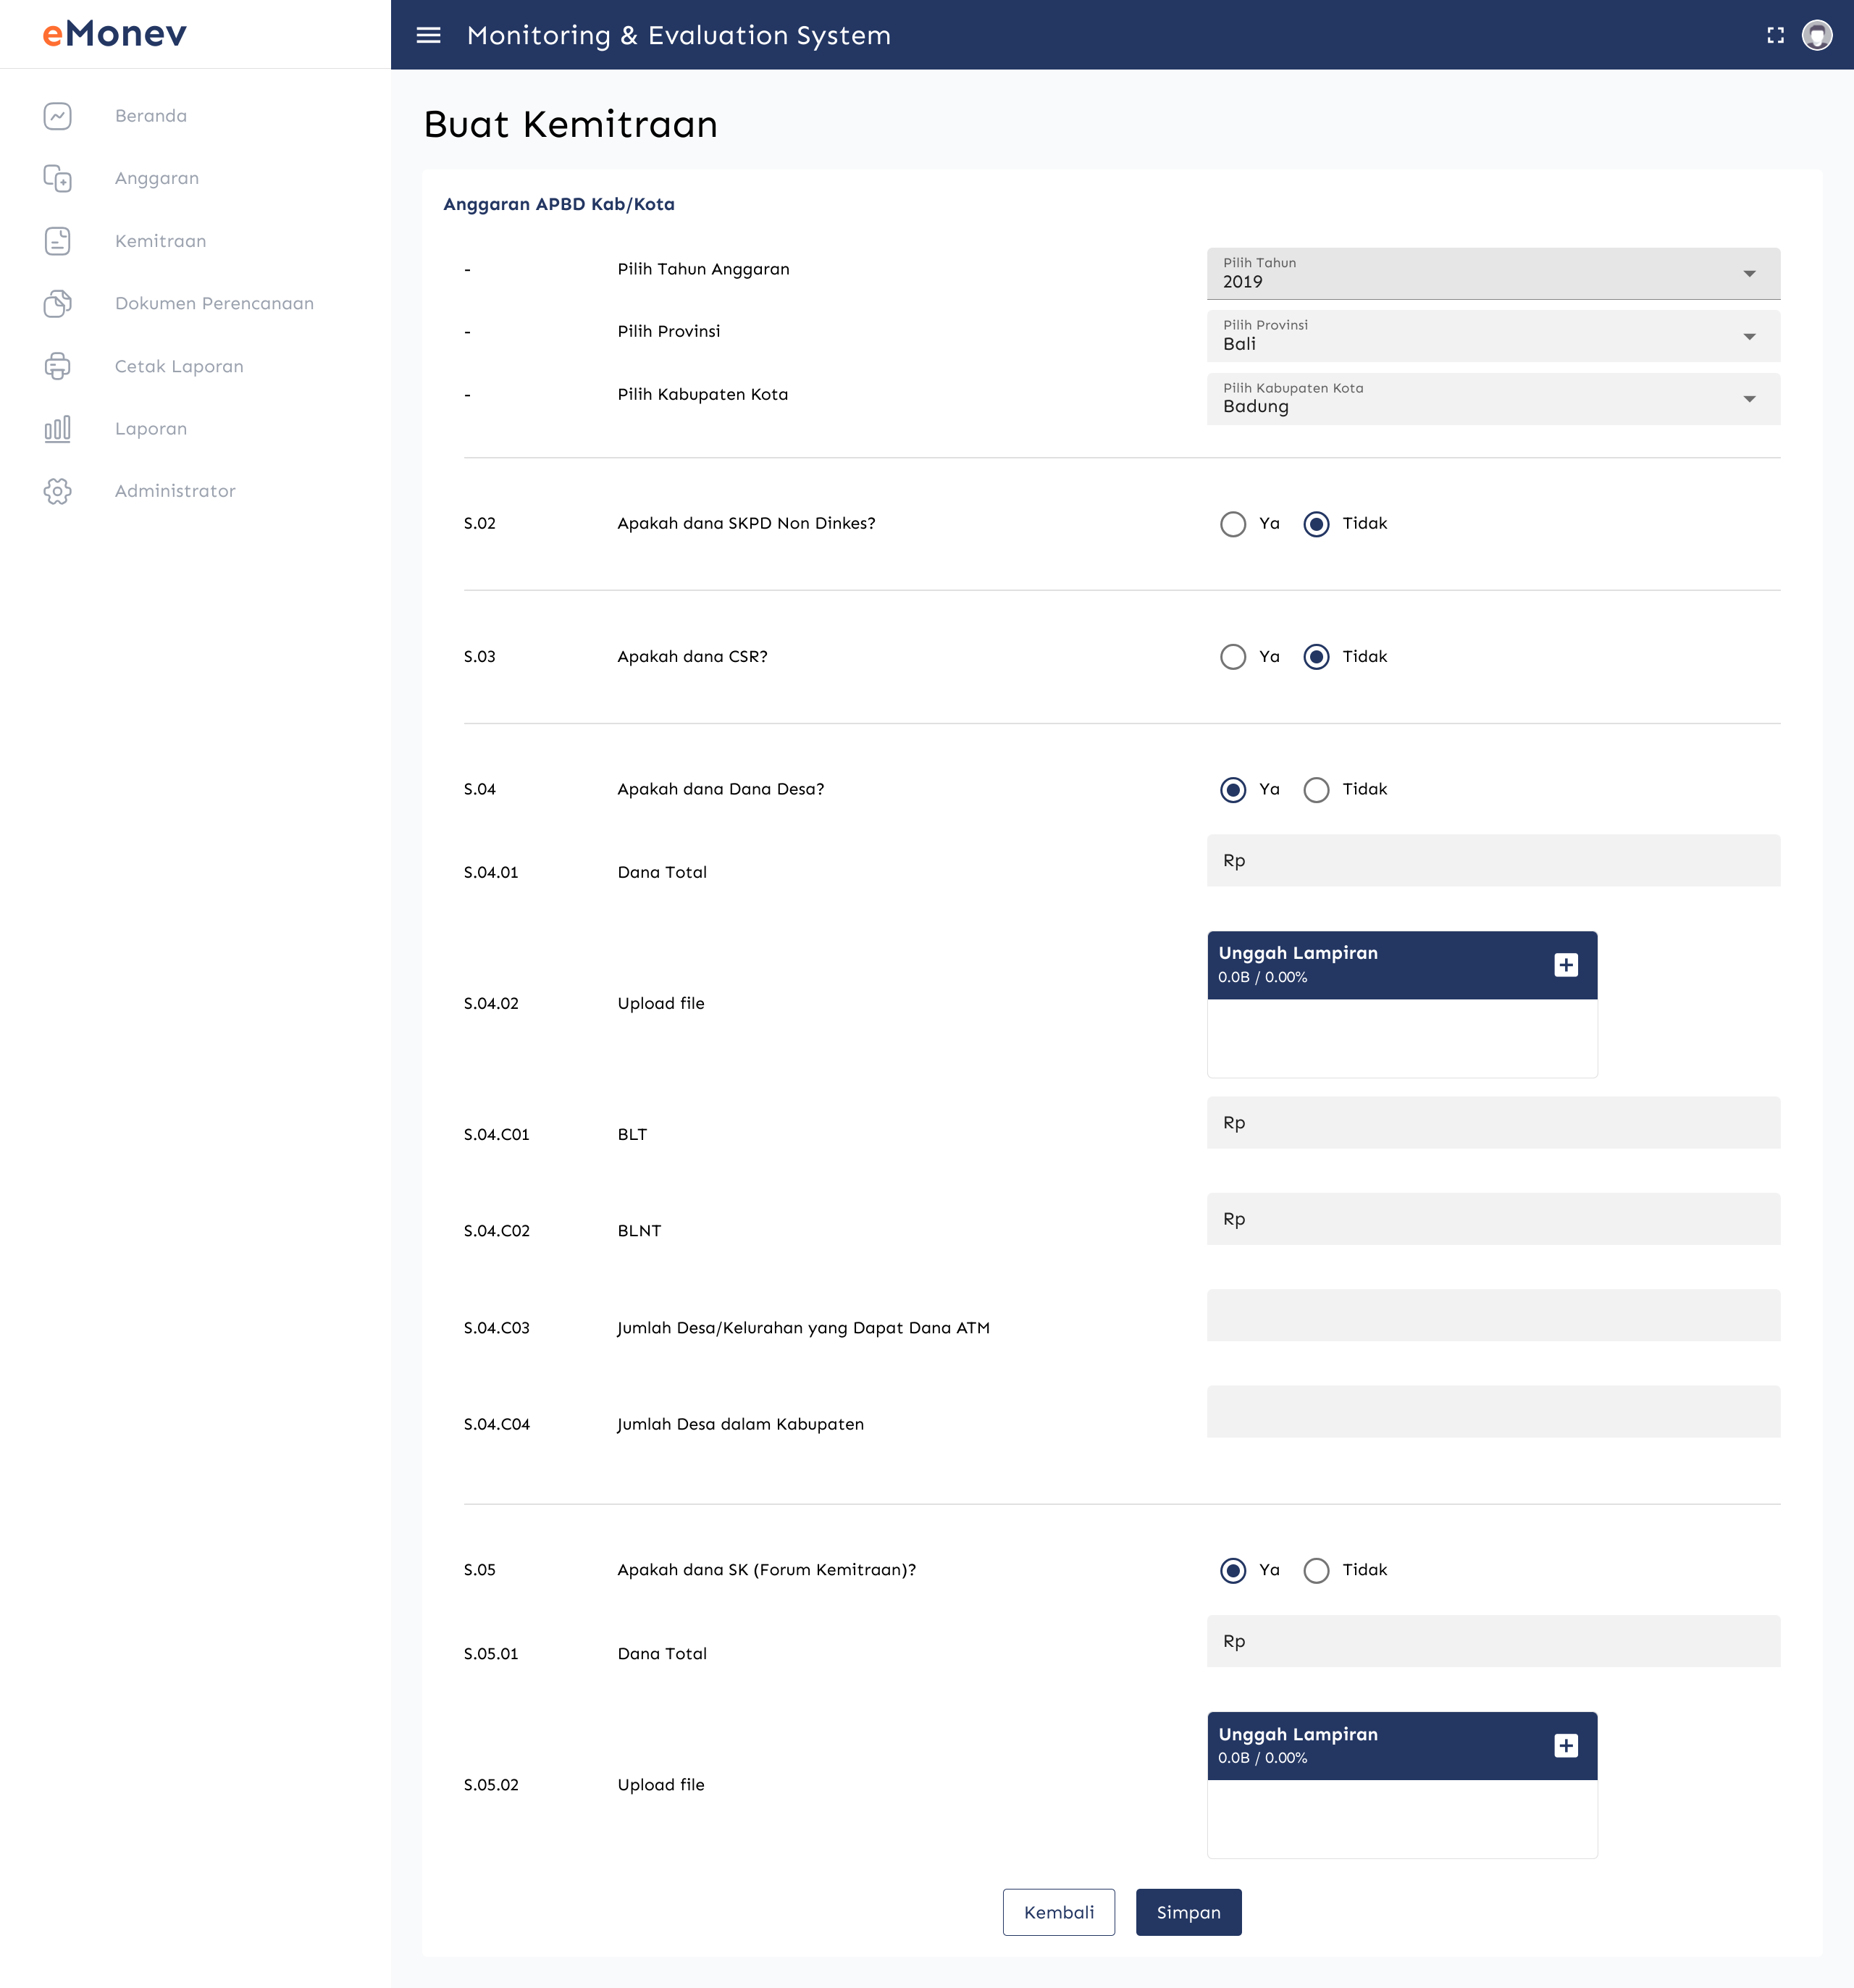 eMonev
Monitoring & Evaluation System
Beranda
Anggaran
Kemitraan
Dokumen Perencanaan
Cetak Laporan
Laporan
Administrator
Buat Kemitraan
Anggaran APBD Kab/Kota
- Pilih Tahun Anggaran
Pilih Tahun
2019
- Pilih Provinsi
Pilih Provinsi
Bali
- Pilih Kabupaten Kota
Pilih Kabupaten Kota
Badung
S.02 Apakah dana SKPD Non Dinkes? Ya Tidak
S.03 Apakah dana CSR? Ya Tidak
S.04 Apakah dana Dana Desa? Ya Tidak
S.04.01 Dana Total Rp
S.04.02 Upload file
Unggah Lampiran
0.0B / 0.00%
S.04.C01 BLT Rp
S.04.C02 BLNT Rp
S.04.C03 Jumlah Desa/Kelurahan yang Dapat Dana ATM
S.04.C04 Jumlah Desa dalam Kabupaten
S.05 Apakah dana SK (Forum Kemitraan)? Ya Tidak
S.05.01 Dana Total Rp
S.05.02 Upload file
Unggah Lampiran
0.0B / 0.00%
Kembali Simpan